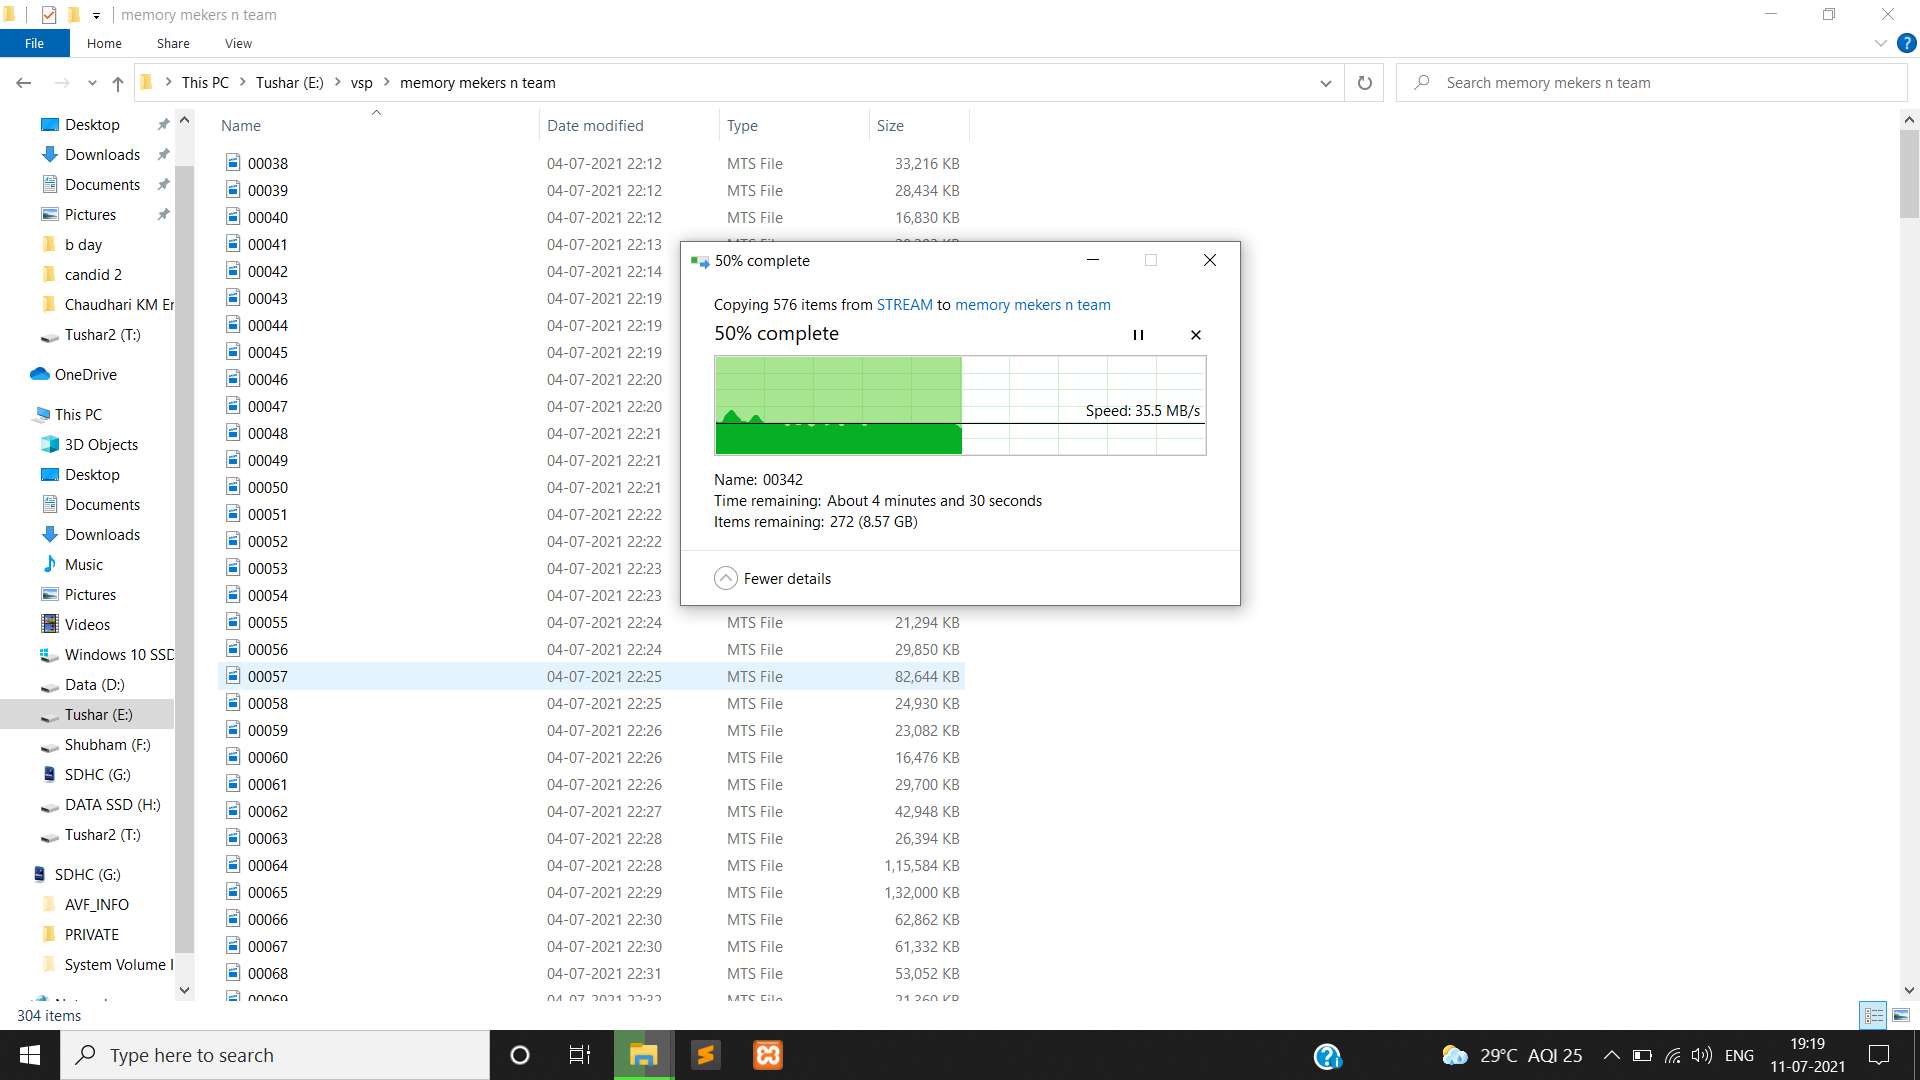 memory mekers n team
File Home Share View
This PC Tushar (E:) vsp memory mekers n team
Search memory mekers n team
Desktop
Downloads
Documents
Pictures
b day
candid 2
Chaudhari KM Er
Tushar2 (T:)
OneDrive
This PC
3D Objects
Desktop
Documents
Downloads
Music
Pictures
Videos
Windows 10 SSD
Data (D:)
Tushar (E:)
Shubham (F:)
SDHC (G:)
DATA SSD (H:)
Tushar2 (T:)
SDHC (G:)
AVF_INFO
PRIVATE
System Volume I
Name Date modified Type Size
00038 04-07-2021 22:12 MTS File 33,216 KB
00039 04-07-2021 22:12 MTS File 28,434 KB
00040 04-07-2021 22:12 MTS File 16,830 KB
00041 04-07-2021 22:13
00042 04-07-2021 22:14
00043 04-07-2021 22:19
00044 04-07-2021 22:19
00045 04-07-2021 22:19
00046 04-07-2021 22:20
00047 04-07-2021 22:20
00048 04-07-2021 22:21
00049 04-07-2021 22:21
00050 04-07-2021 22:21
00051 04-07-2021 22:22
00052 04-07-2021 22:22
00053 04-07-2021 22:23
00054 04-07-2021 22:23
00055 04-07-2021 22:24 MTS File 21,294 KB
00056 04-07-2021 22:24 MTS File 29,850 KB
00057 04-07-2021 22:25 MTS File 82,644 KB
00058 04-07-2021 22:25 MTS File 24,930 KB
00059 04-07-2021 22:26 MTS File 23,082 KB
00060 04-07-2021 22:26 MTS File 16,476 KB
00061 04-07-2021 22:26 MTS File 29,700 KB
00062 04-07-2021 22:27 MTS File 42,948 KB
00063 04-07-2021 22:28 MTS File 26,394 KB
00064 04-07-2021 22:28 MTS File 1,15,584 KB
00065 04-07-2021 22:29 MTS File 1,32,000 KB
00066 04-07-2021 22:30 MTS File 62,862 KB
00067 04-07-2021 22:30 MTS File 61,332 KB
00068 04-07-2021 22:31 MTS File 53,052 KB
00069 04-07-2021 22:32 MTS File 21,360 KB
50% complete
Copying 576 items from STREAM to memory mekers n team
50% complete
Speed: 35.5 MB/s
Name: 00342
Time remaining: About 4 minutes and 30 seconds
Items remaining: 272 (8.57 GB)
Fewer details
304 items
Type here to search
29°C AQI 25
ENG
19:19
11-07-2021